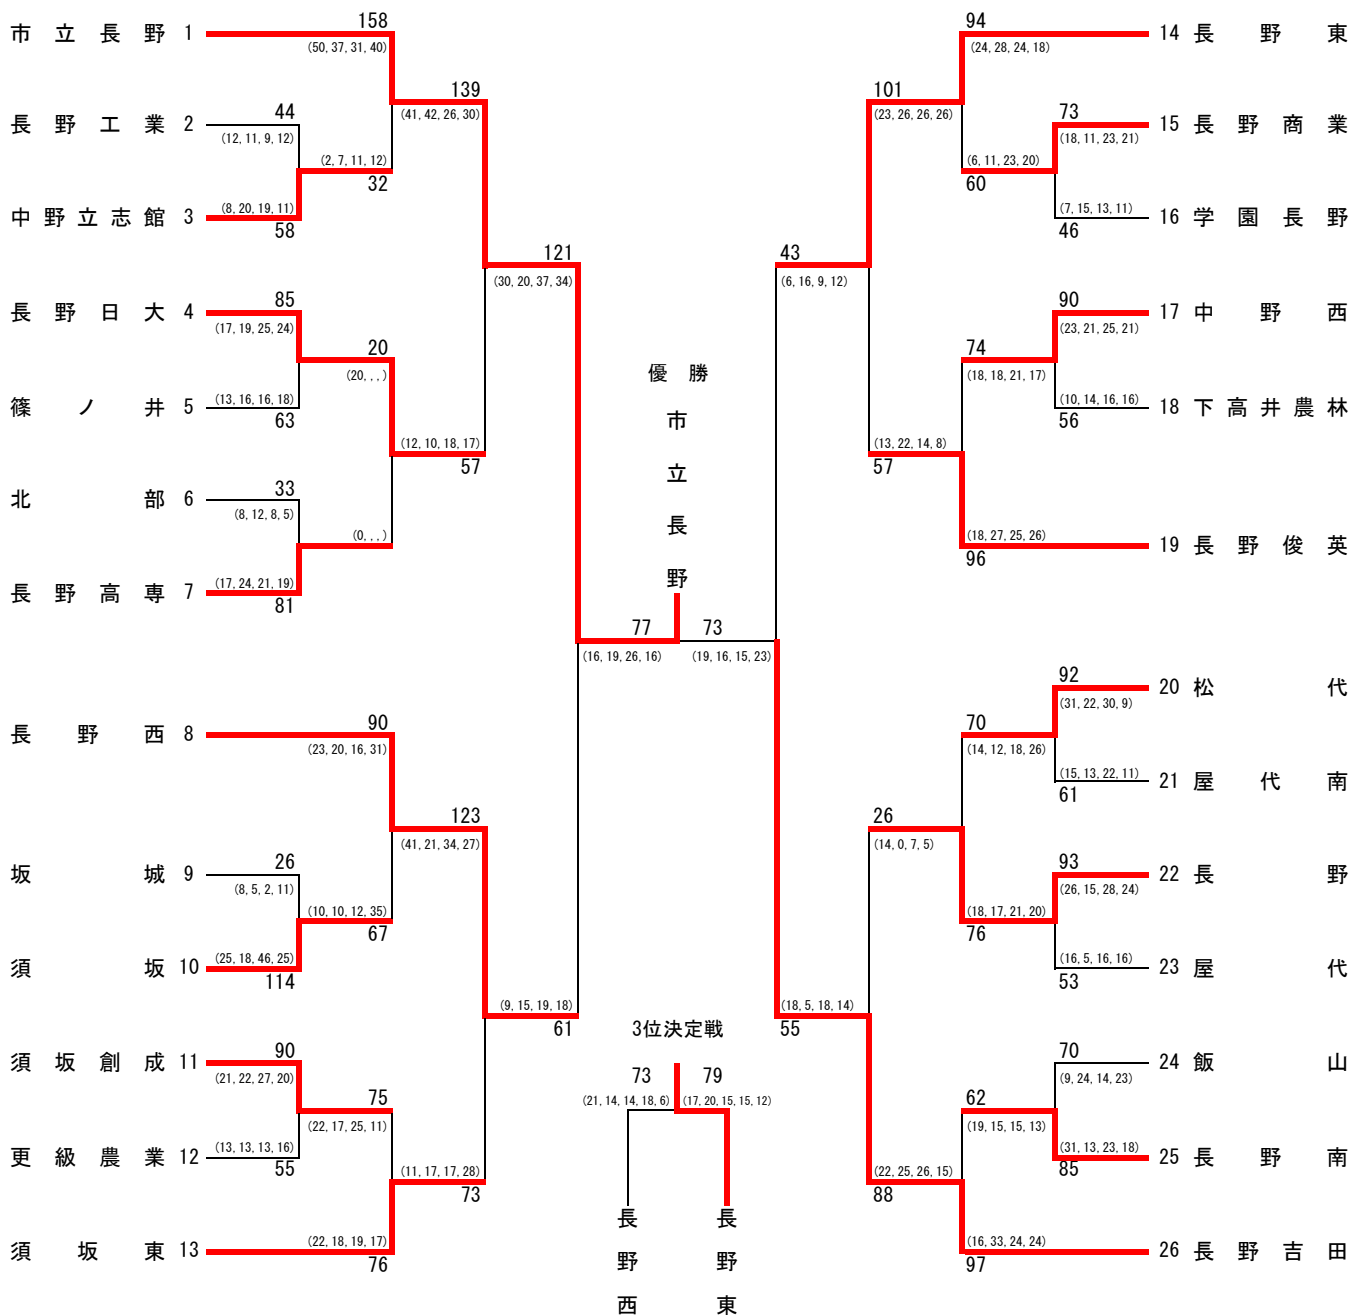 市立長野 1
158
(50, 37, 31, 40)
139
(41, 42, 26, 30)
長野工業 2
44
(12, 11, 9, 12)
(2, 7, 11, 12)
32
中野立志館 3
(8, 20, 19, 11)
58
121
(30, 20, 37, 34)
長野日大 4
85
(17, 19, 25, 24)
20
(20, , , )
篠ノ井 5
(13, 16, 16, 18)
63
(12, 10, 18, 17)
57
北部 6
33
(8, 12, 8, 5)
(0, , , )
長野高専 7
(17, 24, 21, 19)
81
長野西 8
90
(23, 20, 16, 31)
123
(41, 21, 34, 27)
坂城 9
26
(8, 5, 2, 11)
(10, 10, 12, 35)
67
須坂 10
(25, 18, 46, 25)
114
(9, 15, 19, 18)
61
須坂創成 11
90
(21, 22, 27, 20)
75
(22, 17, 25, 11)
更級農業 12
(13, 13, 13, 16)
55
(11, 17, 17, 28)
73
須坂東 13
(22, 18, 19, 17)
76
優勝
市立長野
77
(16, 19, 26, 16)
73
(19, 16, 15, 23)
3位決定戦
73
(21, 14, 14, 18, 6)
79
(17, 20, 15, 15, 12)
長野西
長野東
94
(24, 28, 24, 18)
14 長野東
101
(23, 26, 26, 26)
73
(18, 11, 23, 21)
15 長野商業
(6, 11, 23, 20)
60
(7, 15, 13, 11)
46
16 学園長野
43
(6, 16, 9, 12)
90
(23, 21, 25, 21)
17 中野西
74
(18, 18, 21, 17)
(10, 14, 16, 16)
56
18 下高井農林
(13, 22, 14, 8)
57
(18, 27, 25, 26)
96
19 長野俊英
92
(31, 22, 30, 9)
20 松代
70
(14, 12, 18, 26)
(15, 13, 22, 11)
61
21 屋代南
26
(14, 0, 7, 5)
93
(26, 15, 28, 24)
22 長野
(18, 17, 21, 20)
76
(16, 5, 16, 16)
53
23 屋代
(18, 5, 18, 14)
55
70
(9, 24, 14, 23)
24 飯山
62
(19, 15, 15, 13)
(31, 13, 23, 18)
85
25 長野南
(22, 25, 26, 15)
88
(16, 33, 24, 24)
97
26 長野吉田